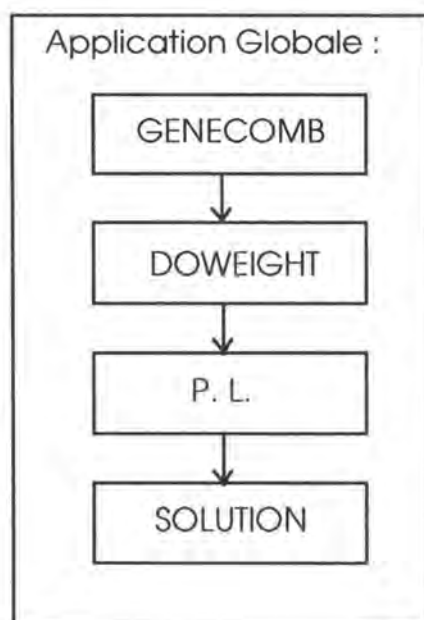 Application Globale :
GENECOMB
DOWEIGHT
P. L.
SOLUTION